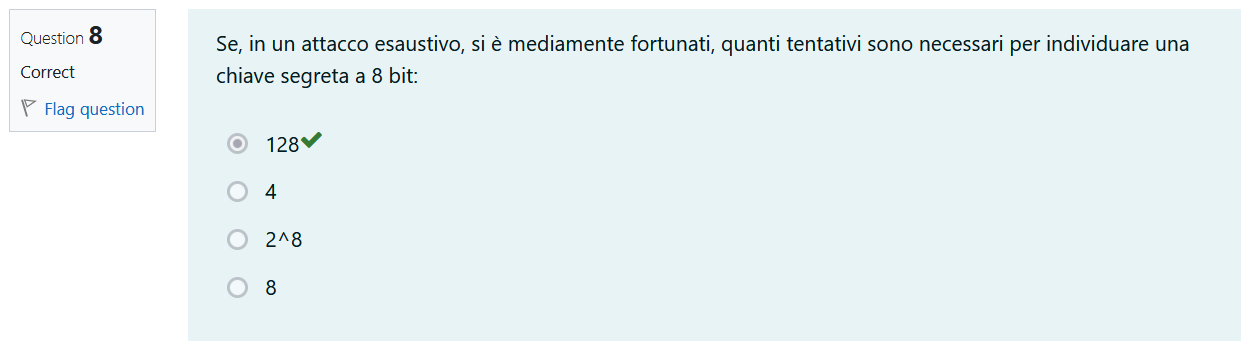 Question 8
Correct
Flag question
Se, in un attacco esaustivo, si è mediamente fortunati, quanti tentativi sono necessari per individuare una
chiave segreta a 8 bit:
128
4
2^8
8